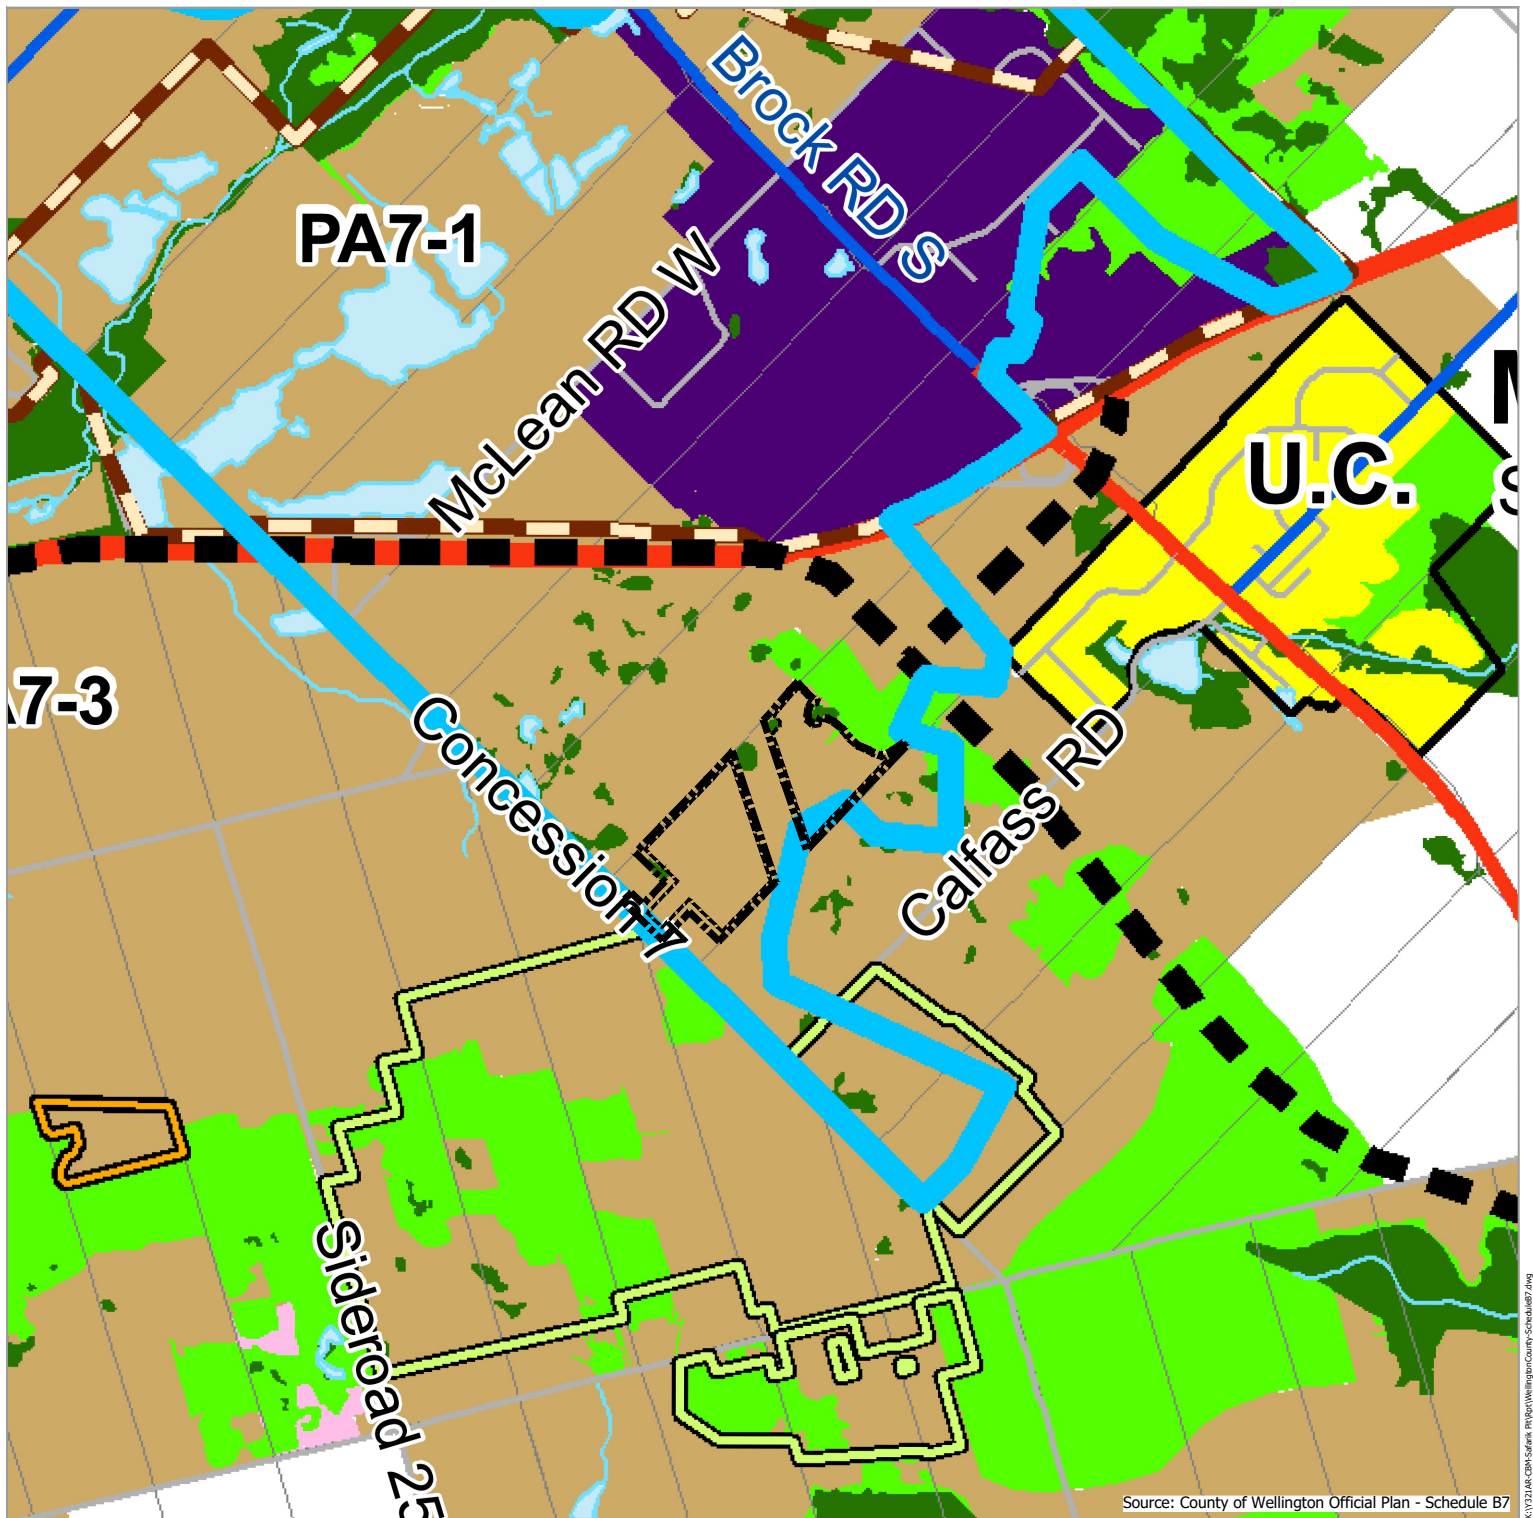 Brock RD S
PA7-1
McLean RD W
M
U.C.
S
A7-3
Concession 7
Calfass RD
Sideroad 25
Source: County of Wellington Official Plan - Schedule B7